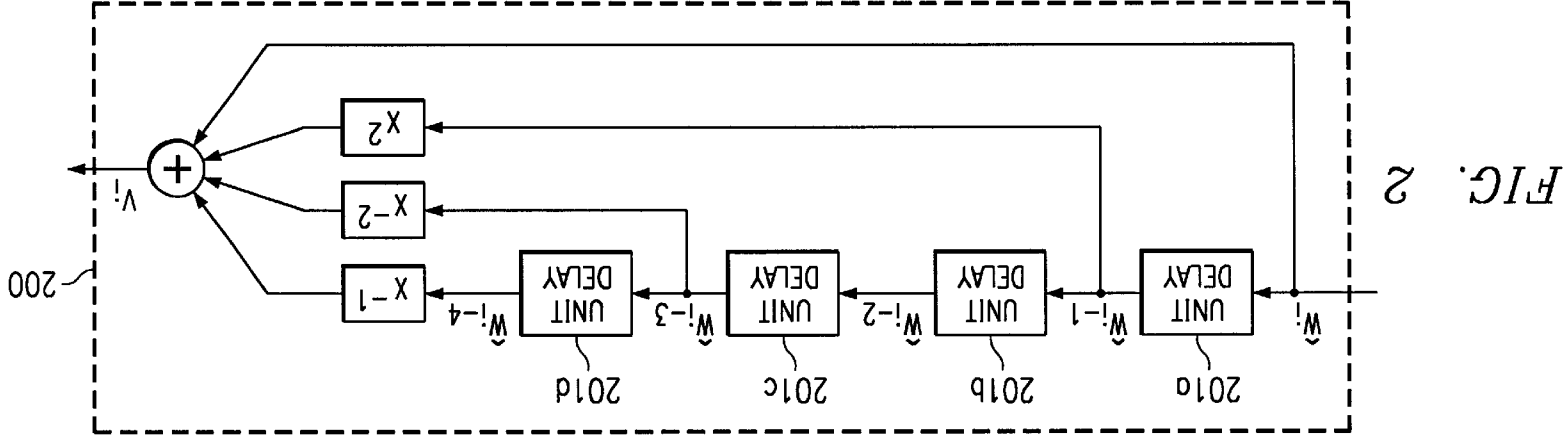 201a 201b 201c 201d
Ŵᵢ Ŵᵢ₋₁ Ŵᵢ₋₂ Ŵᵢ₋₃ Ŵᵢ₋₄
UNIT DELAY
UNIT DELAY
UNIT DELAY
UNIT DELAY
X⁻¹
200
X⁻²
X²
+
Vᵢ
FIG. 2